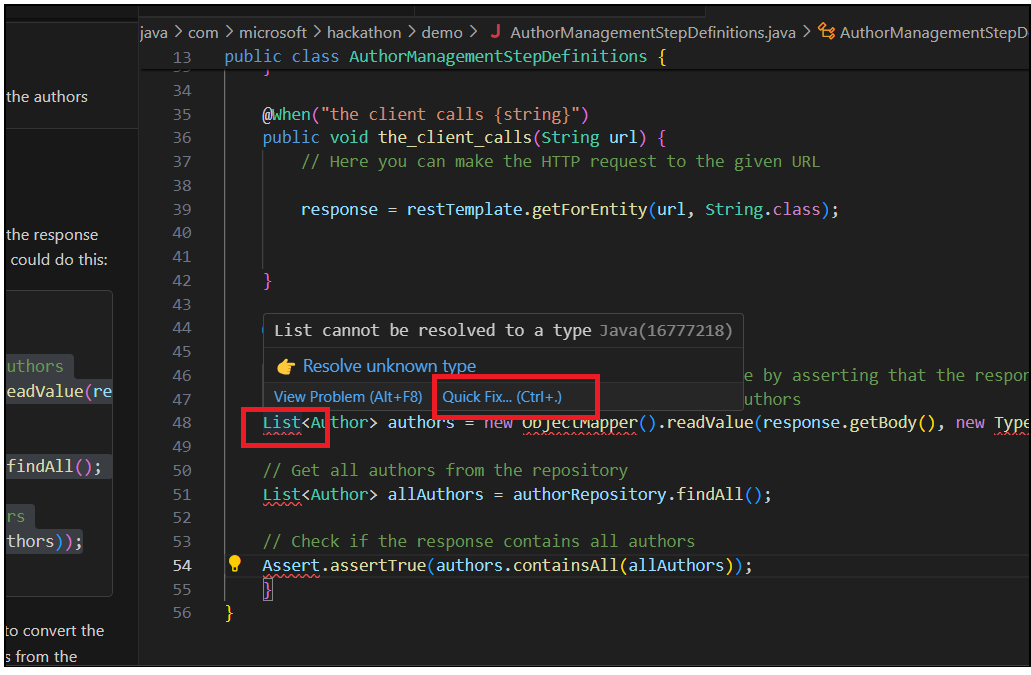 java > com > microsoft > hackathon > demo > J AuthorManagementStepDefinitions.java > AuthorManagementStepD
13 public class AuthorManagementStepDefinitions {
the authors
34
35 @When("the client calls {string}")
36 public void the_client_calls(String url) {
37 // Here you can make the HTTP request to the given URL
38
39 response = restTemplate.getForEntity(url, String.class);
40
the response
41
could do this:
42 }
43
44
List cannot be resolved to a type Java(16777218)
45
uthors
Resolve unknown type
46 e by asserting that the respor
eadValue(re
View Problem (Alt+F8) Quick Fix... (Ctrl+.)
47 uthors
48 List<Author> authors = new ObjectMapper().readValue(response.getBody(), new Type
49
findAll();
50 // Get all authors from the repository
51 List<Author> allAuthors = authorRepository.findAll();
rs
52
thors));
53 // Check if the response contains all authors
54 Assert.assertTrue(authors.containsAll(allAuthors));
55 }
56 }
to convert the
s from the